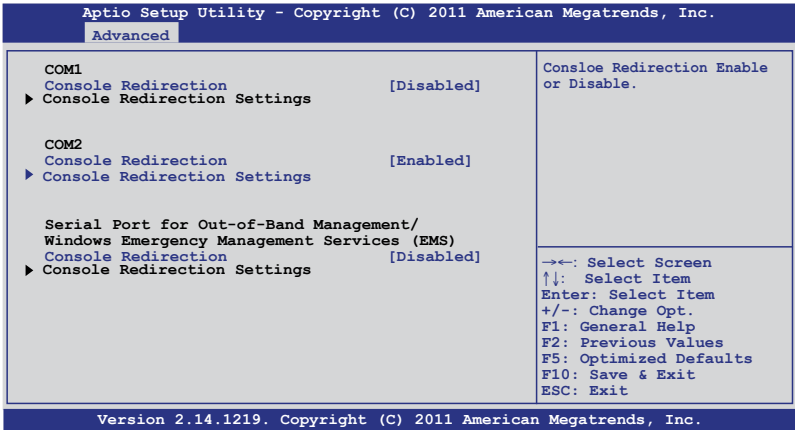 Aptio Setup Utility - Copyright (C) 2011 American Megatrends, Inc.
Advanced
COM1
Console Redirection [Disabled]
▶ Console Redirection Settings
COM2
Console Redirection [Enabled]
▶ Console Redirection Settings
Serial Port for Out-of-Band Management/
Windows Emergency Management Services (EMS)
Console Redirection [Disabled]
▶ Console Redirection Settings
Consloe Redirection Enable
or Disable.
→←: Select Screen
↑↓: Select Item
Enter: Select Item
+/-: Change Opt.
F1: General Help
F2: Previous Values
F5: Optimized Defaults
F10: Save & Exit
ESC: Exit
Version 2.14.1219. Copyright (C) 2011 American Megatrends, Inc.